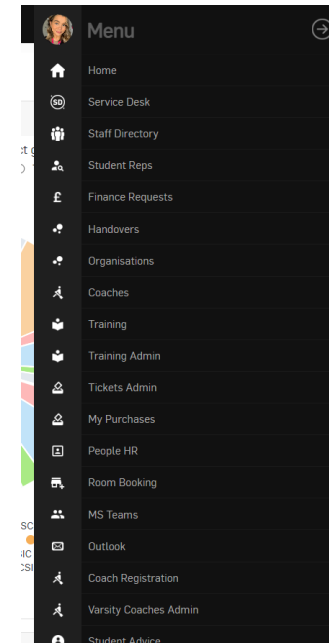 Menu
Home
SD
Service Desk
Staff Directory
Student Reps
£
Finance Requests
Handovers
Organisations
Coaches
Training
Training Admin
Tickets Admin
My Purchases
People HR
Room Booking
MS Teams
Outlook
Coach Registration
Varsity Coaches Admin
Student Advice